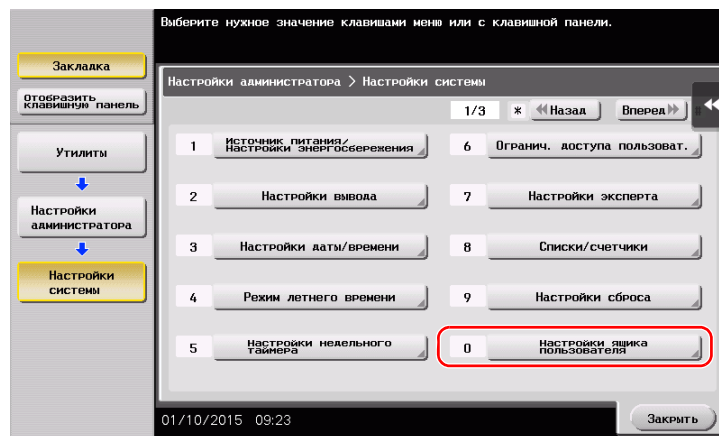 Выберите нужное значение клавишами меню или с клавишной панели.
Закладка
Отобразить
клавишную панель
Утилиты
Настройки
администратора
Настройки
системы
Настройки администратора > Настройки системы
1/3 * Назад Вперед
1 Источник питания/
Настройки энергосбережения
6 Огранич. доступа пользоват.
2 Настройки вывода
7 Настройки эксперта
3 Настройки даты/времени
8 Списки/счетчики
4 Режим летнего времени
9 Настройки сброса
5 Настройки недельного
таймера
0 Настройки ящика
пользователя
01/10/2015 09:23
Закрыть